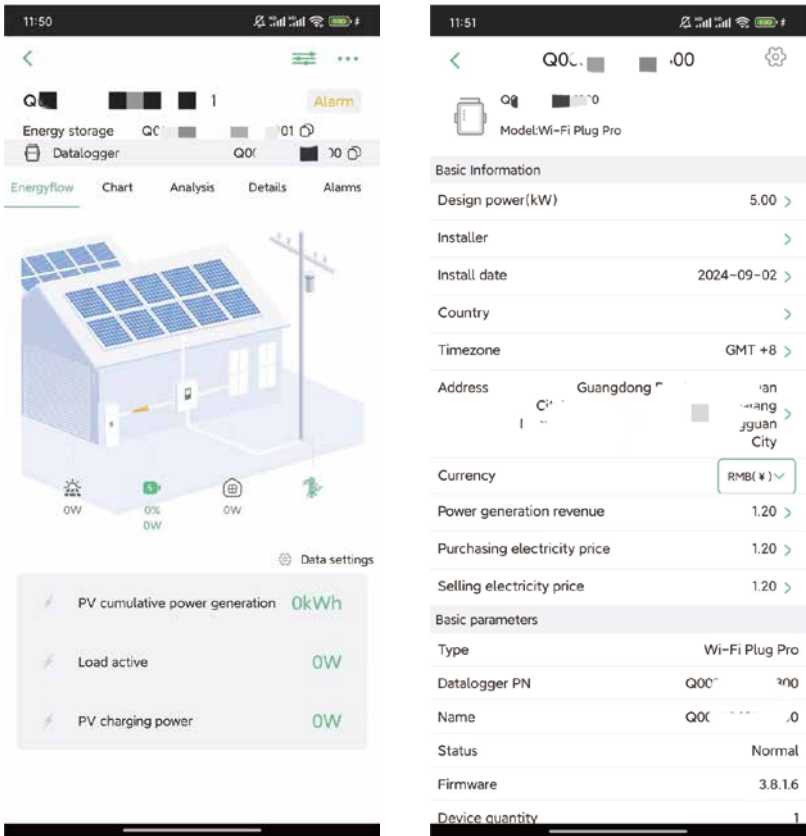 11:50
Alarm
Energy storage
Datalogger
Energyflow Chart Analysis Details Alarms
0W 0% 0W
0W
Data settings
PV cumulative power generation 0kWh
Load active 0W
PV charging power 0W
11:51
Model:Wi-Fi Plug Pro
Basic Information
Design power(kW) 5.00
Installer
Install date 2024-09-02
Country
Timezone GMT +8
Address Guangdong
City
Currency RMB(¥)
Power generation revenue 1.20
Purchasing electricity price 1.20
Selling electricity price 1.20
Basic parameters
Type Wi-Fi Plug Pro
Datalogger PN
Name
Status Normal
Firmware 3.8.1.6
Device quantity 1